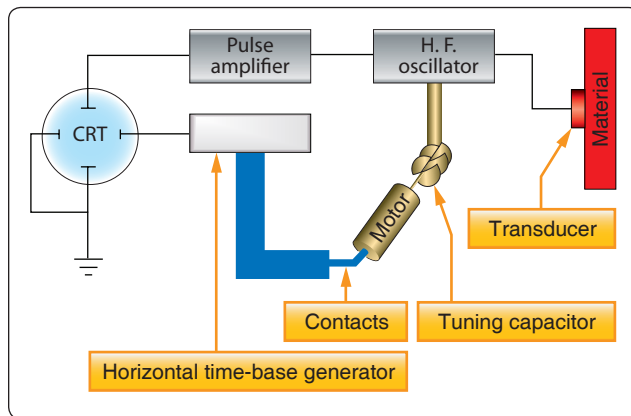 Pulse
amplifier
H. F.
oscillator
CRT
Material
Motor
Transducer
Contacts
Tuning capacitor
Horizontal time-base generator